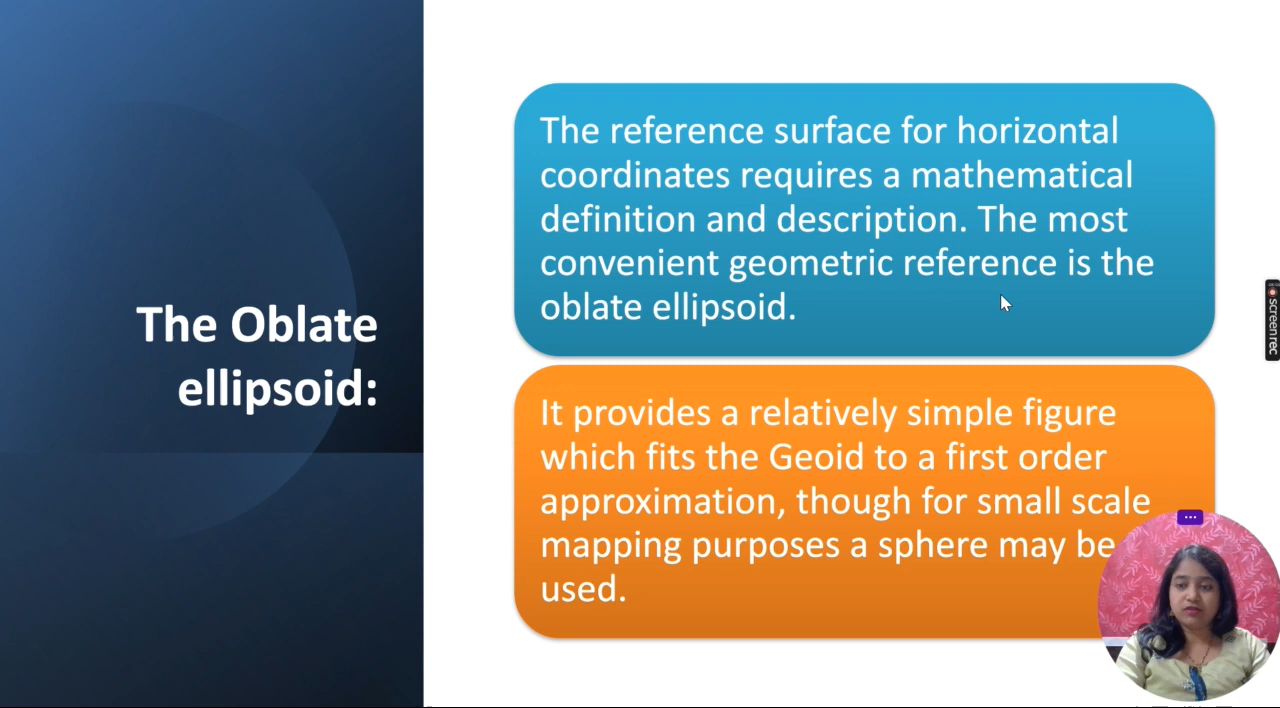 The Oblate
ellipsoid:
The reference surface for horizontal
coordinates requires a mathematical
definition and description. The most
convenient geometric reference is the
oblate ellipsoid.
It provides a relatively simple figure
which fits the Geoid to a first order
approximation, though for small scale
mapping purposes a sphere may be
used.
screenrec